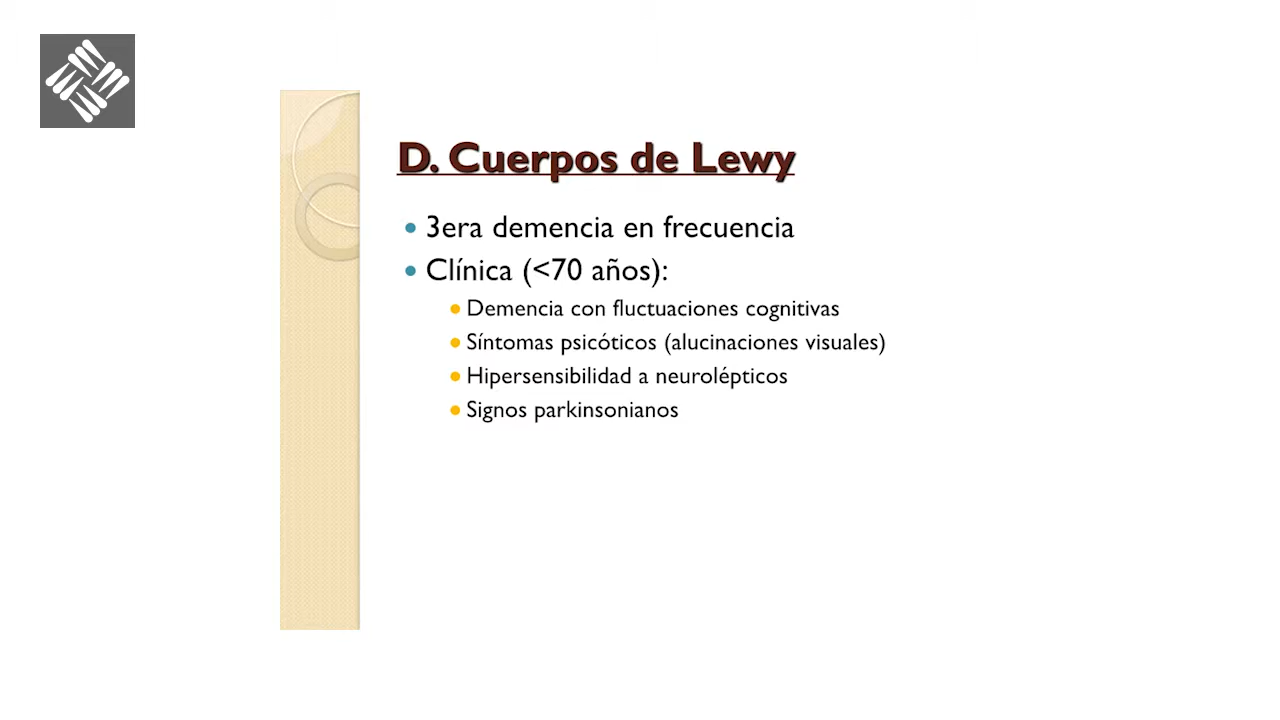 D. Cuerpos de Lewy
• 3era demencia en frecuencia
• Clínica (<70 años):
• Demencia con fluctuaciones cognitivas
• Síntomas psicóticos (alucinaciones visuales)
• Hipersensibilidad a neurolépticos
• Signos parkinsonianos